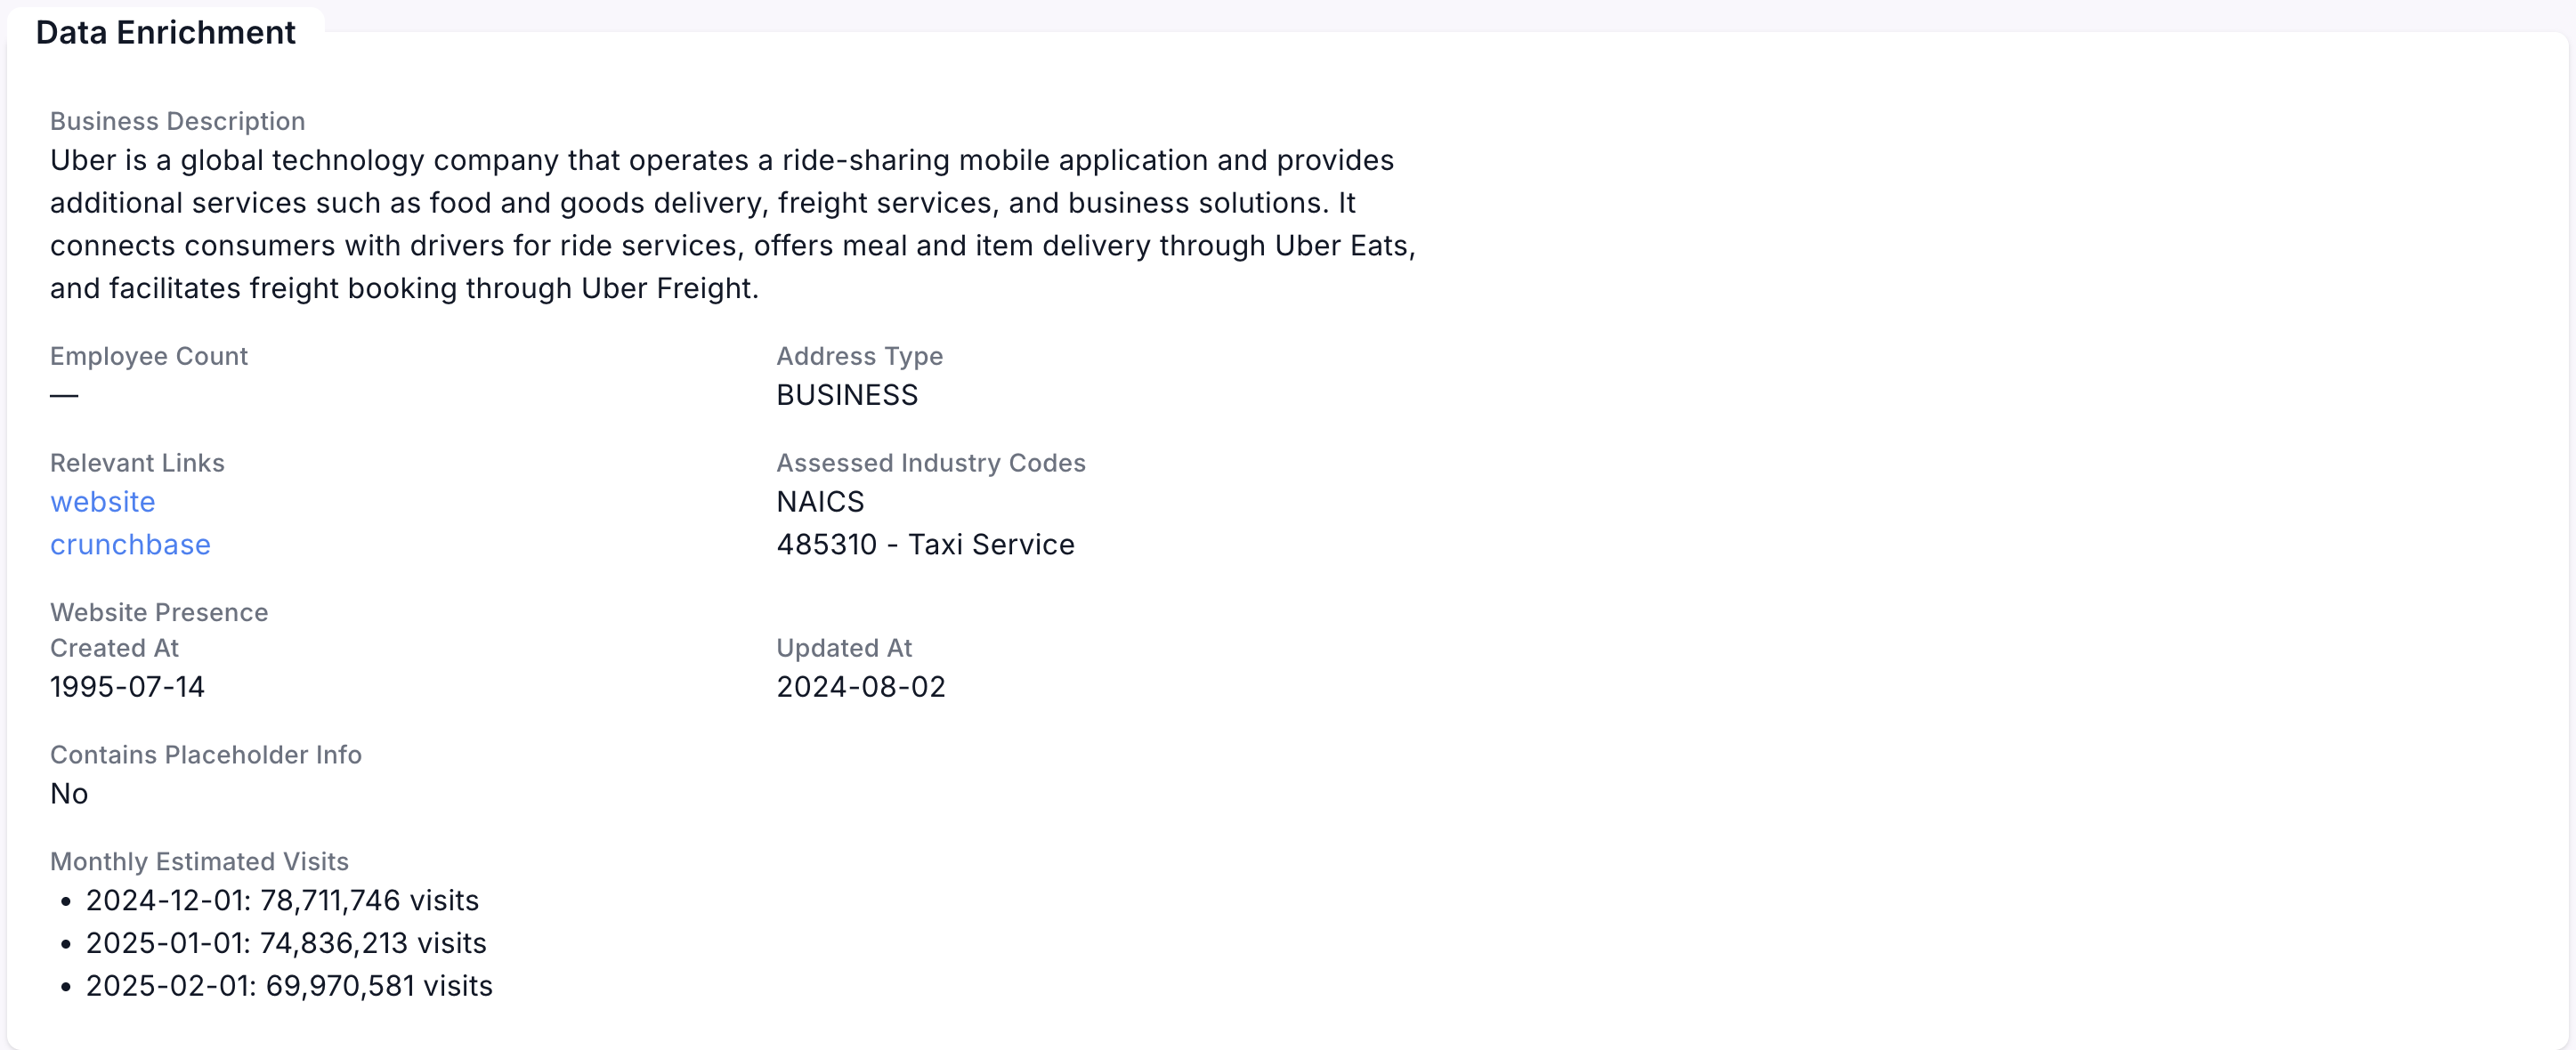 Data Enrichment
Business Description
Uber is a global technology company that operates a ride-sharing mobile application and provides
additional services such as food and goods delivery, freight services, and business solutions. It
connects consumers with drivers for ride services, offers meal and item delivery through Uber Eats,
and facilitates freight booking through Uber Freight.
Employee Count
—
Address Type
BUSINESS
Relevant Links
website
crunchbase
Assessed Industry Codes
NAICS
485310 - Taxi Service
Website Presence
Created At
1995-07-14
Updated At
2024-08-02
Contains Placeholder Info
No
Monthly Estimated Visits
• 2024-12-01: 78,711,746 visits
• 2025-01-01: 74,836,213 visits
• 2025-02-01: 69,970,581 visits